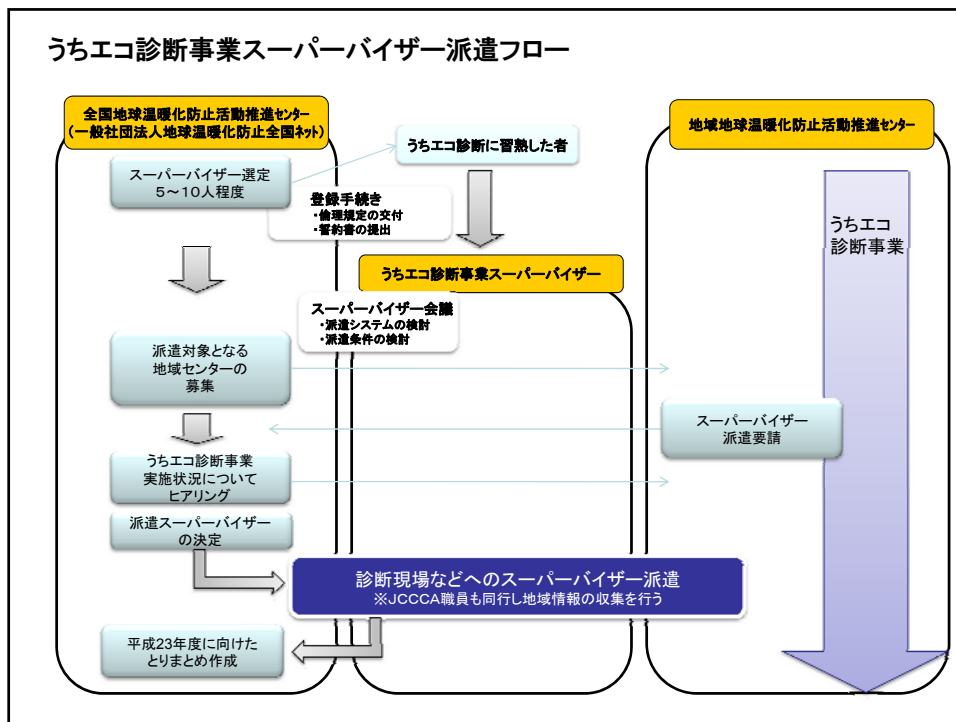 うちエコ診断事業スーパーバイザー派遣フロー
全国地球温暖化防止活動推進センター
（一般社団法人地球温暖化防止全国ネット）
スーパーバイザー選定
５～１０人程度
うちエコ診断に習熟した者
登録手続き
・倫理規定の交付
・誓約書の提出
うちエコ診断事業スーパーバイザー
スーパーバイザー会議
・派遣システムの検討
・派遣条件の検討
派遣対象となる
地域センターの
募集
うちエコ診断事業
実施状況について
ヒアリング
派遣スーパーバイザー
の決定
診断現場などへのスーパーバイザー派遣
※JCCCA職員も同行し地域情報の収集を行う
平成23年度に向けた
とりまとめ作成
地域地球温暖化防止活動推進センター
うちエコ
診断事業
スーパーバイザー
派遣要請